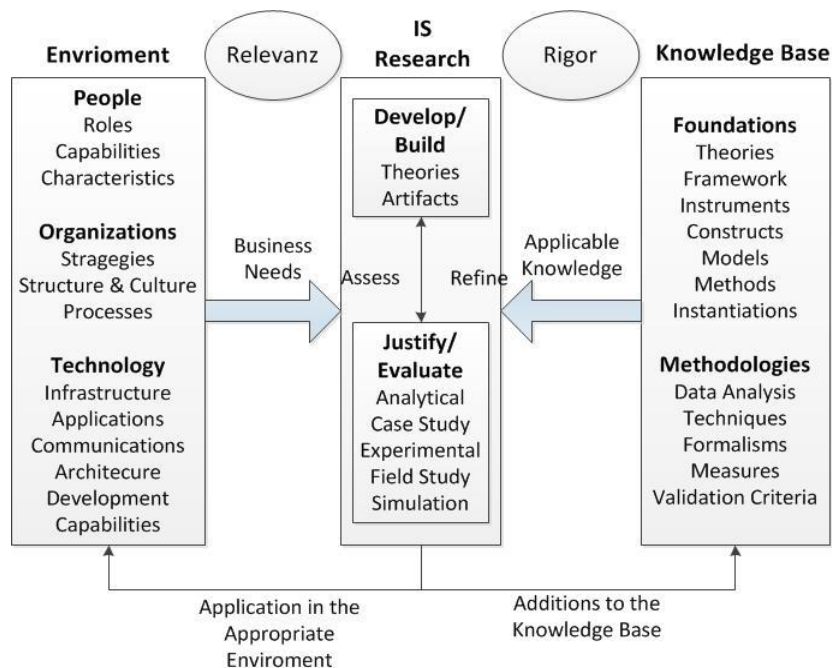 Envrioment
People
Roles
Capabilities
Characteristics
Organizations
Stragegies
Structure & Culture
Processes
Technology
Infrastructure
Applications
Communications
Architecure
Development
Capabilities
Relevanz
Business
Needs
IS
Research
Develop/
Build
Theories
Artifacts
Assess
Refine
Justify/
Evaluate
Analytical
Case Study
Experimental
Field Study
Simulation
Rigor
Applicable
Knowledge
Knowledge Base
Foundations
Theories
Framework
Instruments
Constructs
Models
Methods
Instantiations
Methodologies
Data Analysis
Techniques
Formalisms
Measures
Validation Criteria
Application in the
Appropriate
Enviroment
Additions to the
Knowledge Base